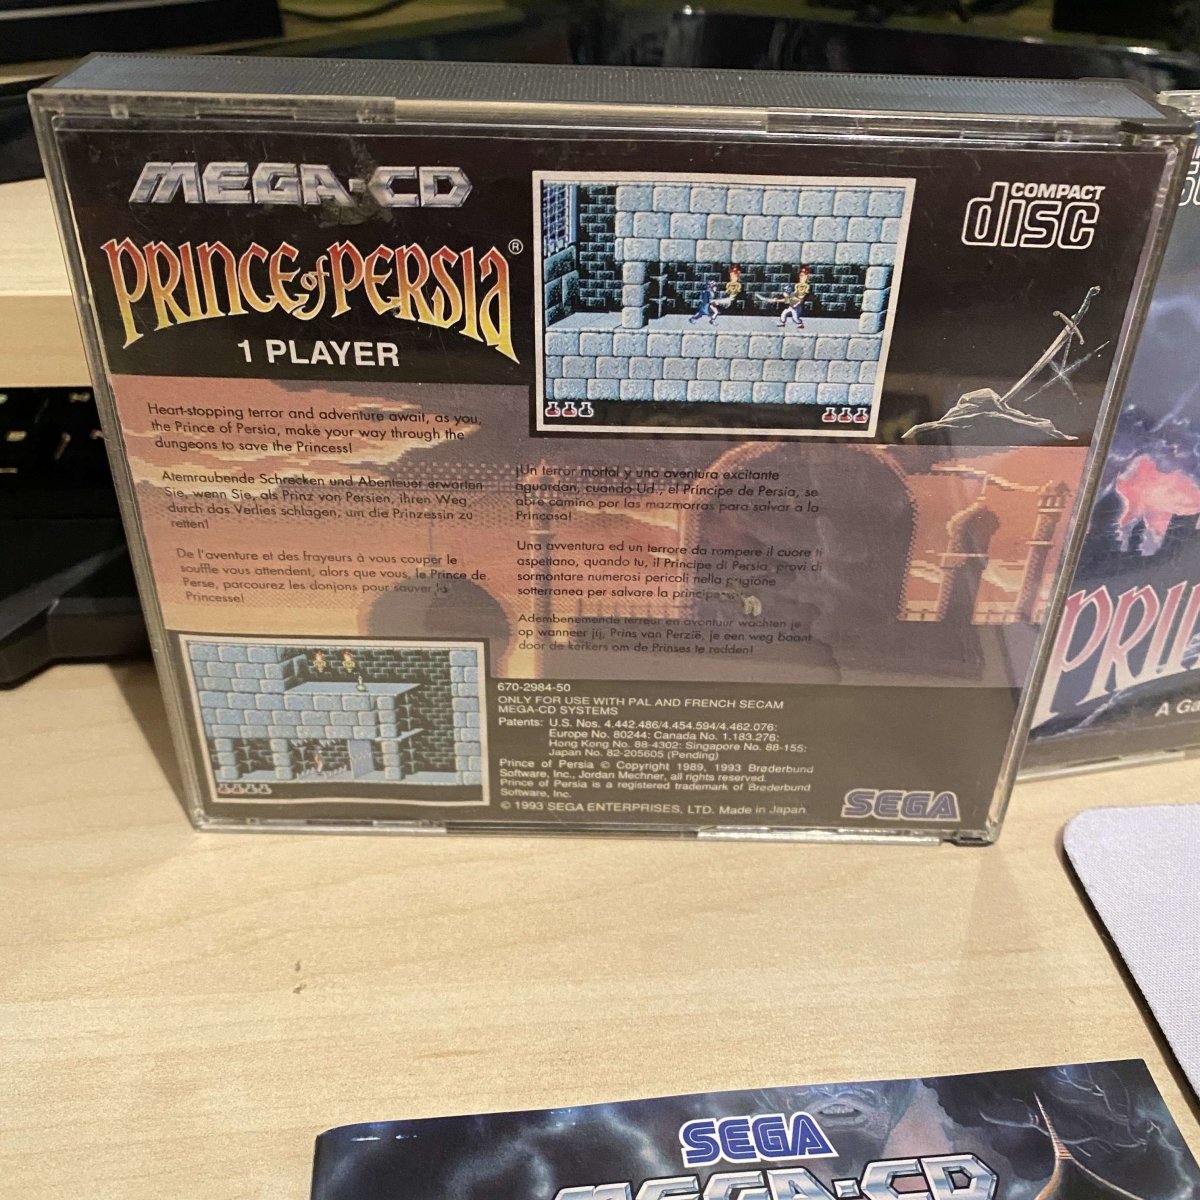 MEGA-CD
PRINCE of PERSIA®
1 PLAYER
COMPACT
disc
Heart-stopping terror and adventure await, as you,
the Prince of Persia, make your way through the
dungeons to save the Princess!
Atemraubende Schrecken und Abenteuer erwarten
Sie, wenn Sie, als Prinz von Persien, ihren Weg,
durch das Verlies schlagen, um die Prinzessin zu
retten!
De l'aventure et des frayeurs à vous couper le
souffle vous attendent, alors que vous, le Prince de
Perse, parcourez les donjons pour sauver la
Princesse!
¡Un terror mortal y una aventura excitante
aguardan, cuando Ud., el Príncipe de Persia, se
abre camino por las mazmorras para salvar a la
Princesa!
Una avventura ed un terrore da rompere il cuore ti
aspettano, quando tu, il Principe di Persia, provi di
sormontare numerosi pericoli nella prigione
sotterranea per salvare la
Adembenemende terreur en avontuur wachten je
op wanneer jij, Prins van Perzië, je een weg baant
door de kerkers om de Prinses te redden!
670-2984-50
ONLY FOR USE WITH PAL AND FRENCH SECAM
MEGA-CD SYSTEMS
Patents: U.S. Nos. 4.442.486/4.454.594/4.462.076:
Europe No. 80244: Canada No. 1.183.276:
Hong Kong No. 88-4302: Singapore No. 88-155:
Japan No. 82-205605 (Pending)
Prince of Persia © Copyright 1989, 1993 Brøderbund
Software, Inc., Jordan Mechner, all rights reserved.
Prince of Persia is a registered trademark of Brøderbund
Software, Inc.
© 1993 SEGA ENTERPRISES, LTD. Made in Japan
SEGA
PRI
A Ga
SEGA
MEGA-CD